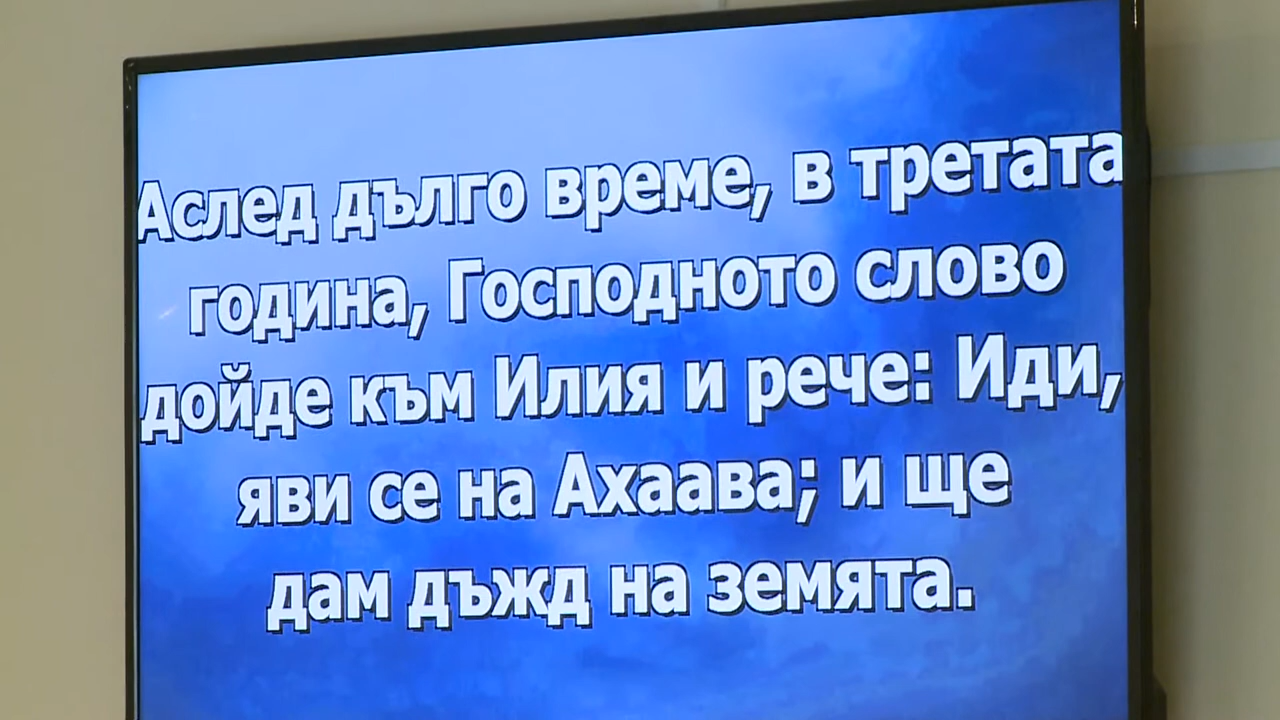 Аслед дълго време, в третата
година, Господното слово
дойде към Илия и рече: Иди,
яви се на Ахаава; и ще
дам дъжд на земята.